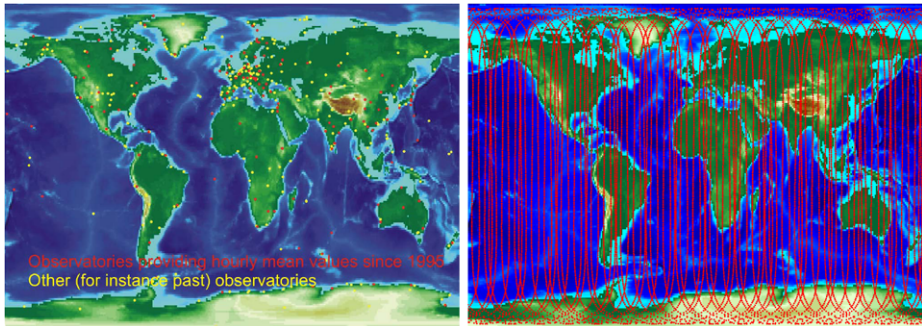 Observatories providing hourly mean values since 1995
Other (for instance past) observatories